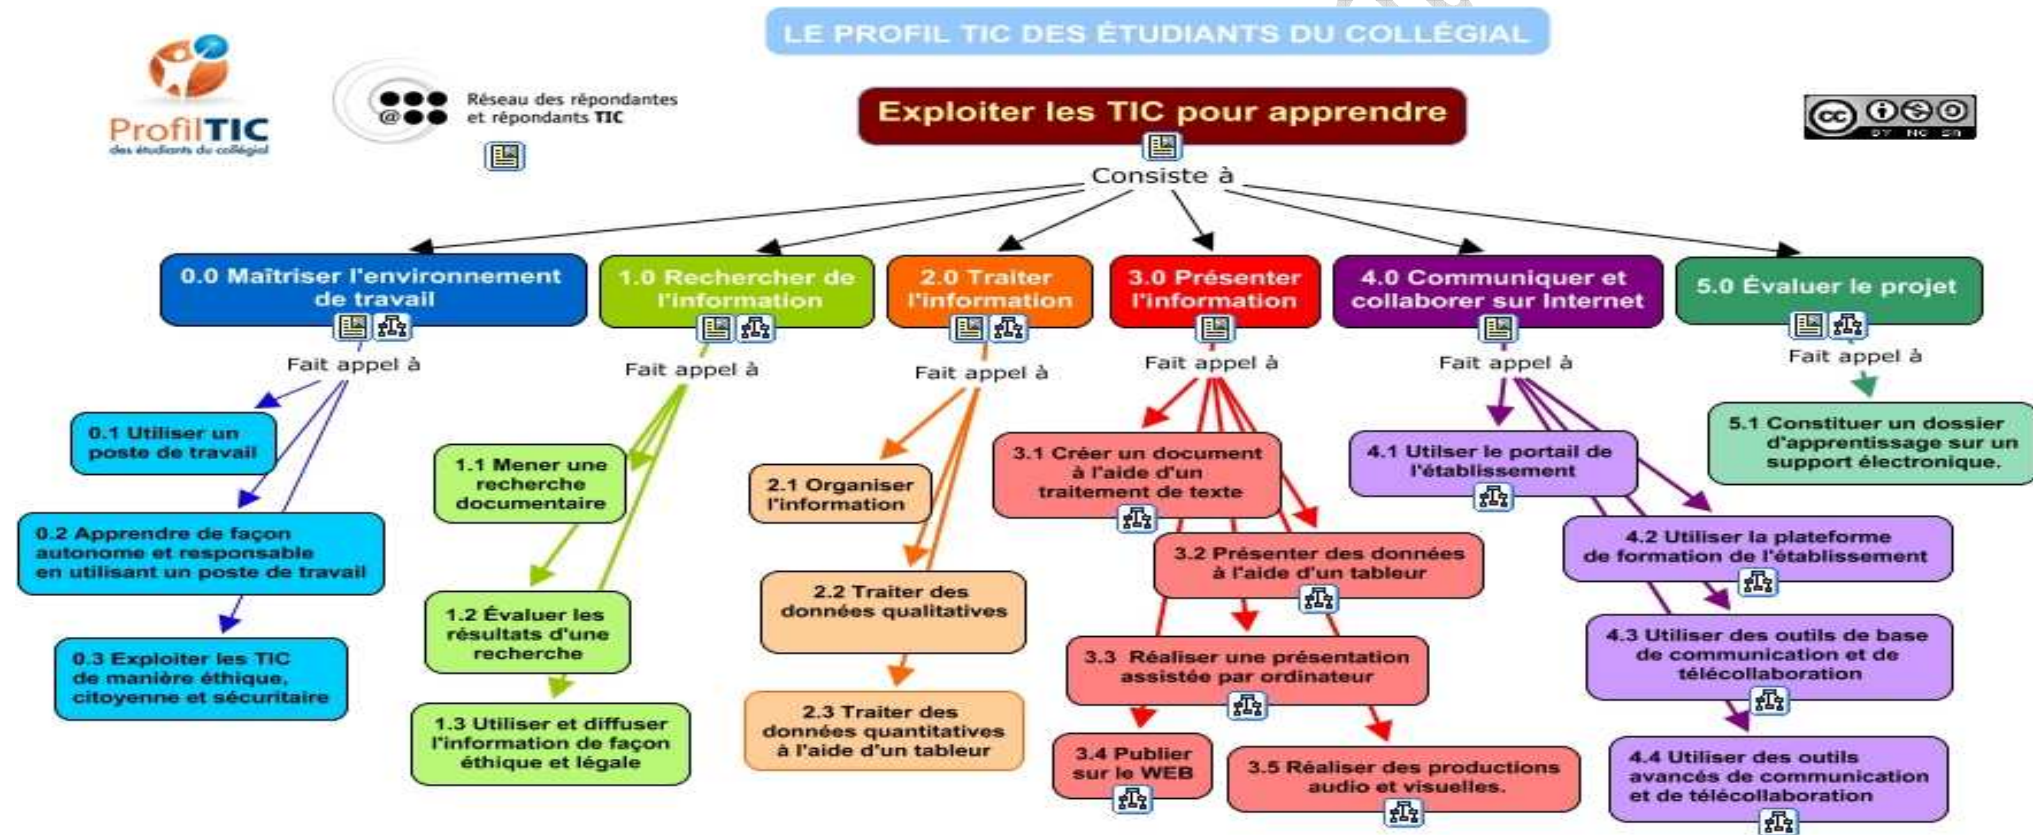 LE PROFIL TIC DES ÉTUDIANTS DU COLLÉGIAL
ProfilTIC
des étudiants du collégial
@
Réseau des répondantes
et répondants TIC
Exploiter les TIC pour apprendre
cc
BY NC SA
Consiste à
0.0 Maîtriser l'environnement
de travail
1.0 Rechercher de
l'information
2.0 Traiter
l'information
3.0 Présenter
l'information
4.0 Communiquer et
collaborer sur Internet
5.0 Évaluer le projet
Fait appel à
Fait appel à
Fait appel à
Fait appel à
Fait appel à
Fait appel à
0.1 Utiliser un
poste de travail
0.2 Apprendre de façon
autonome et responsable
en utilisant un poste de travail
0.3 Exploiter les TIC
de manière éthique,
citoyenne et sécuritaire
1.1 Mener une
recherche
documentaire
1.2 Évaluer les
résultats d'une
recherche
1.3 Utiliser et diffuser
l'information de façon
éthique et légale
2.1 Organiser
l'information
2.2 Traiter des
données qualitatives
2.3 Traiter des
données quantitatives
à l'aide d'un tableur
3.1 Créer un document
à l'aide d'un
traitement de texte
3.2 Présenter des données
à l'aide d'un tableur
3.3 Réaliser une présentation
assistée par ordinateur
3.4 Publier
sur le WEB
3.5 Réaliser des productions
audio et visuelles.
4.1 Utilser le portail de
l'établissement
4.2 Utiliser la plateforme
de formation de l'établissement
4.3 Utiliser des outils de base
de communication et de
télécollaboration
4.4 Utiliser des outils
avancés de communication
et de télécollaboration
5.1 Constituer un dossier
d'apprentissage sur un
support électronique.